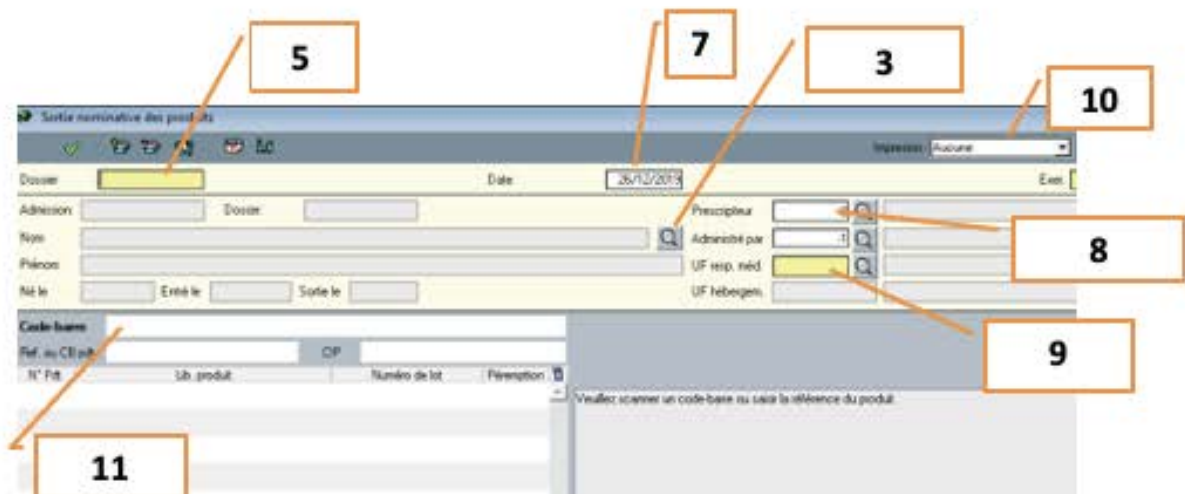 5
7
3
10
Sortie nominative des produits
Impression Aucune
Dossier
Date
26/12/2013
Exer.
Admission
Dossier
Prescripteur
8
Nom
Administré par
-1
Prénom
UF resp. méd.
Né le
Entré le
Sortie le
UF hébergem.
9
Code-barre
Réf. ou CB pdt
CIP
N° Pdt
Lib. produit
Numéro de lot
Péremption
Veuillez scanner un code-barre ou saisir la référence du produit
11